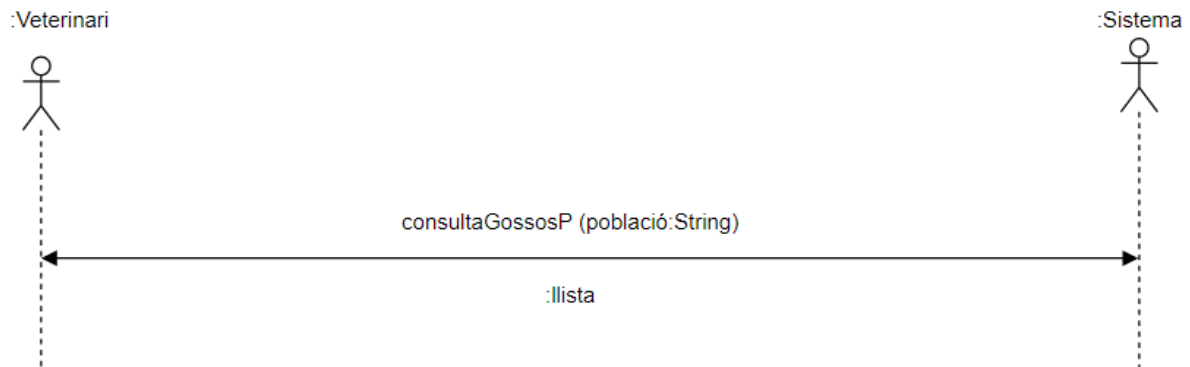 :Veterinari
:Sistema
consultaGossosP (població:String)
:llista